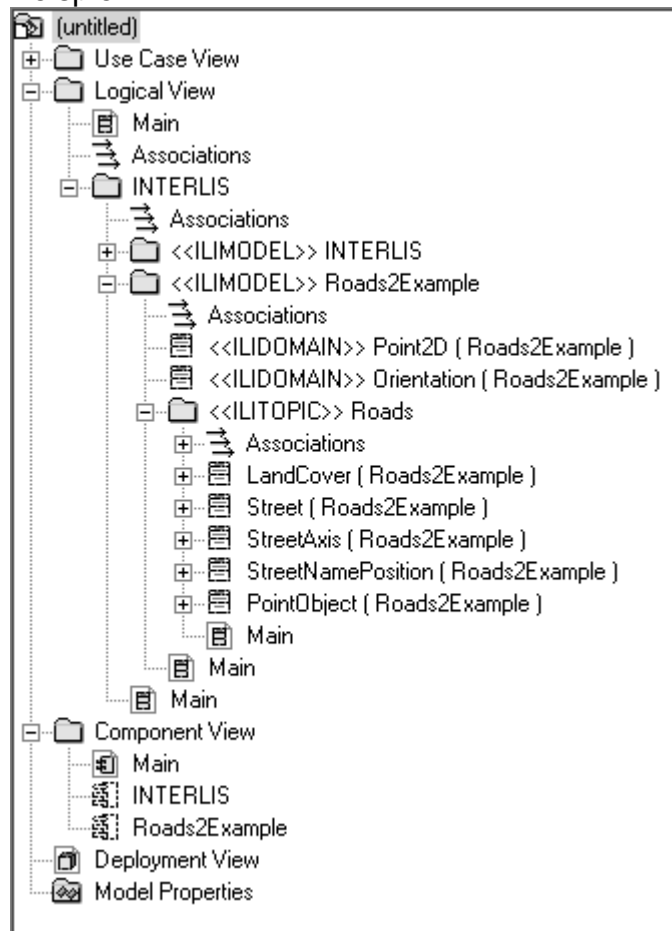 (untitled)
Use Case View
Logical View
Main
Associations
INTERLIS
Associations
<<ILIMODEL>> INTERLIS
<<ILIMODEL>> Roads2Example
Associations
<<ILIDOMAIN>> Point2D ( Roads2Example )
<<ILIDOMAIN>> Orientation ( Roads2Example )
<<ILITOPIC>> Roads
Associations
LandCover ( Roads2Example )
Street ( Roads2Example )
StreetAxis ( Roads2Example )
StreetNamePosition ( Roads2Example )
PointObject ( Roads2Example )
Main
Main
Main
Component View
Main
INTERLIS
Roads2Example
Deployment View
Model Properties